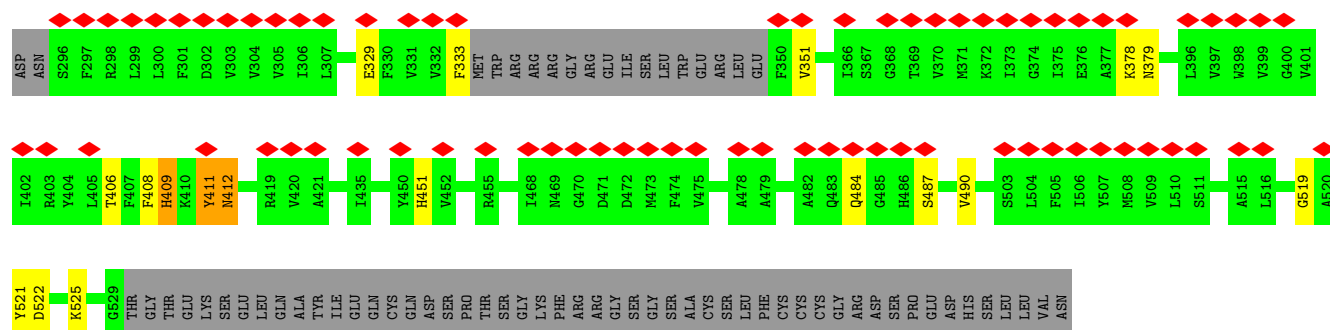 ASP ASN S296 F297 R298 L299 L300 F301 D302 V303 V304 V305 I306 L307 E329 F330 V331 V332 F333 MET TRP ARG ARG ARG GLY ARG GLU ILE SER LEU TRP GLU ARG LEU GLU F350 V351 I366 S367 G368 T369 V370 M371 K372 I373 G374 I375 E376 A377 K378 N379 L396 V397 W398 V399 G400 V401
I402 R403 Y404 L405 T406 F407 F408 H409 K410 Y411 N412 R419 V420 A421 I435 Y450 H451 V452 R455 I468 N469 G470 D471 D472 M473 F474 V475 A478 A479 A482 Q483 Q484 G485 H486 S487 V490 S503 L504 F505 I506 Y507 M508 V509 L510 S511 A515 L516 G519 A520
Y521 D522 K525 G529 THR GLY THR GLU LYS SER GLU LEU GLN ALA TYR ILE GLU GLN CYS GLN ASP SER PRO THR SER GLY LYS PHE ARG ARG GLY SER GLY SER ALA CYS SER LEU PHE CYS CYS CYS GLY ARG ASP SER PRO GLU ASP HIS SER LEU LEU VAL ASN